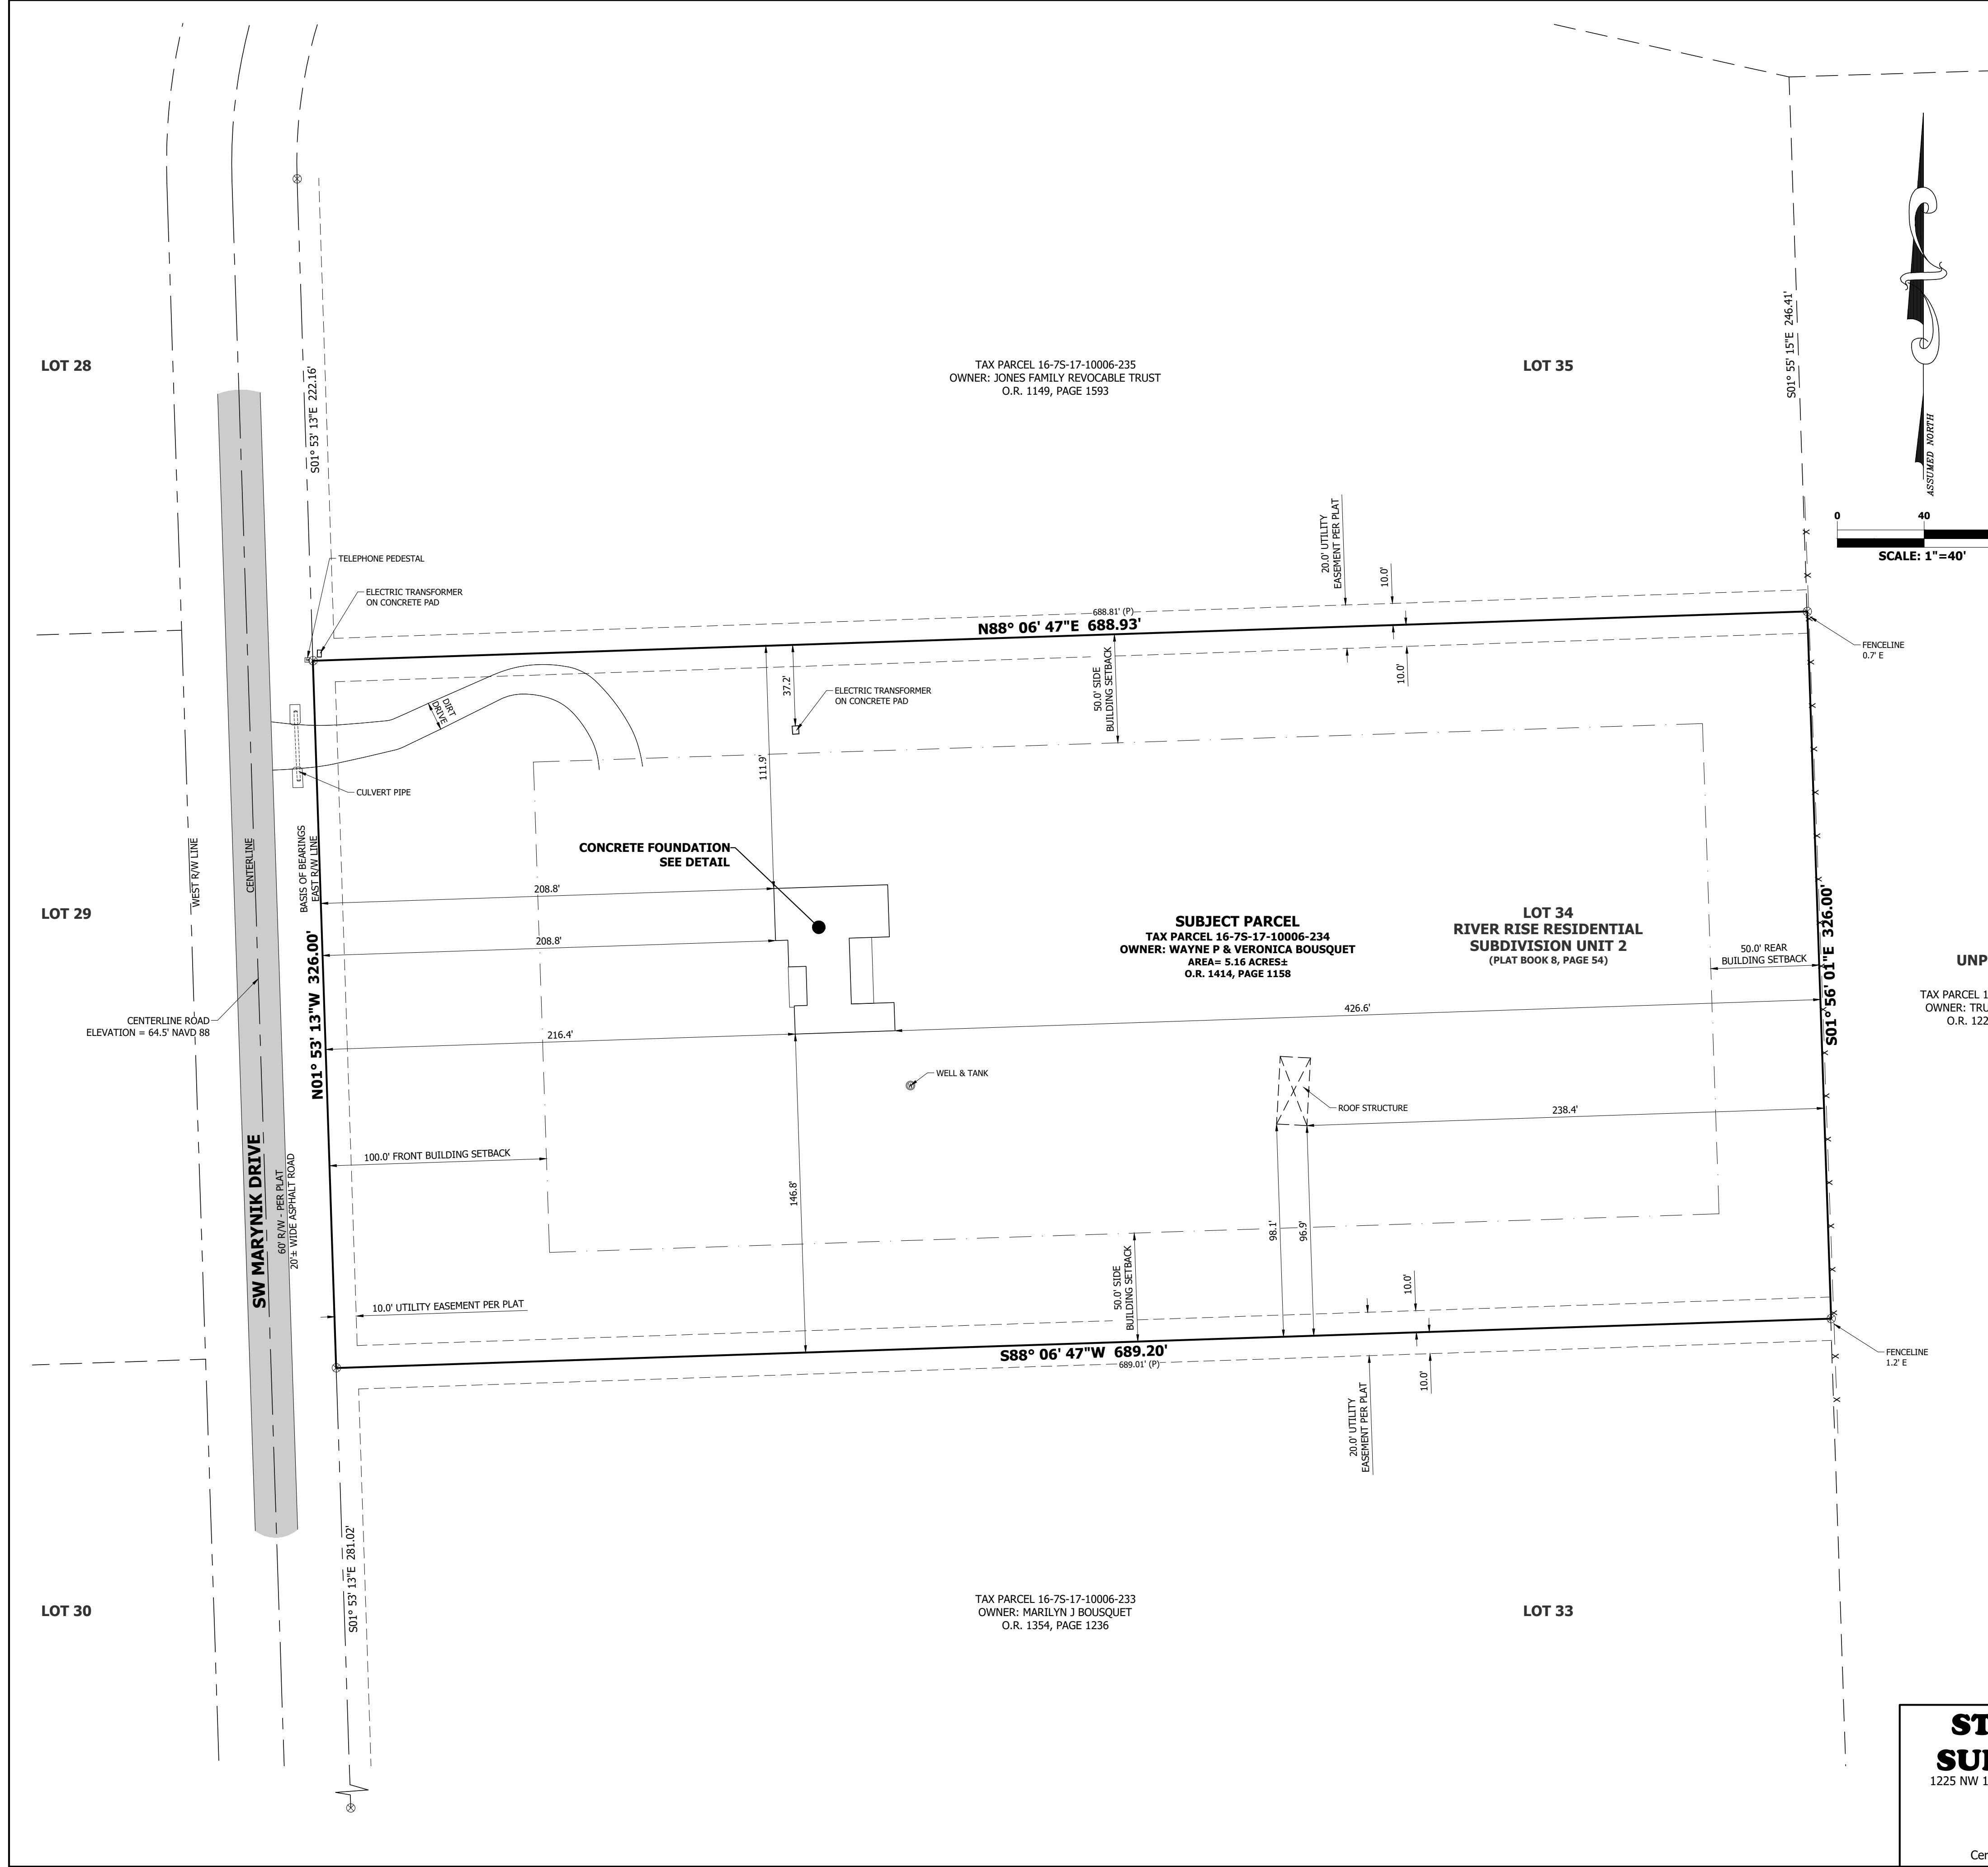 LOT 28
TAX PARCEL 16-7S-17-10006-235
OWNER: JONES FAMILY REVOCABLE TRUST
O.R. 1149, PAGE 1593
LOT 35
S01° 53' 13"E 222.16'
S01° 55' 15"E 246.41'
ASSUMED NORTH
0 40
SCALE: 1"=40'
TELEPHONE PEDESTAL
ELECTRIC TRANSFORMER
ON CONCRETE PAD
20.0' UTILITY
EASEMENT PER PLAT
10.0'
688.81' (P)
N88° 06' 47"E 688.93'
10.0'
FENCELINE
0.7' E
50.0' SIDE
BUILDING SETBACK
37.2'
ELECTRIC TRANSFORMER
ON CONCRETE PAD
DIRT
DRIVE
111.9'
CULVERT PIPE
WEST R/W LINE
CENTERLINE
BASIS OF BEARINGS
EAST R/W LINE
CONCRETE FOUNDATION
SEE DETAIL
LOT 29
208.8'
208.8'
N01° 53' 13"W 326.00'
SUBJECT PARCEL
TAX PARCEL 16-7S-17-10006-234
OWNER: WAYNE P & VERONICA BOUSQUET
AREA= 5.16 ACRES±
O.R. 1414, PAGE 1158
LOT 34
RIVER RISE RESIDENTIAL
SUBDIVISION UNIT 2
(PLAT BOOK 8, PAGE 54)
50.0' REAR
BUILDING SETBACK
S01° 56' 01"E 326.00'
UNP
TAX PARCEL 1
OWNER: TRU
O.R. 122
CENTERLINE ROAD
ELEVATION = 64.5' NAVD 88
216.4'
426.6'
WELL & TANK
ROOF STRUCTURE
238.4'
SW MARYNIK DRIVE
60' R/W - PER PLAT
20'± WIDE ASPHALT ROAD
100.0' FRONT BUILDING SETBACK
146.8'
98.1'
96.9'
50.0' SIDE
BUILDING SETBACK
10.0'
10.0' UTILITY EASEMENT PER PLAT
S88° 06' 47"W 689.20'
689.01' (P)
10.0'
20.0' UTILITY
EASEMENT PER PLAT
FENCELINE
1.2' E
S01° 53' 13"E 281.02'
LOT 30
TAX PARCEL 16-7S-17-10006-233
OWNER: MARILYN J BOUSQUET
O.R. 1354, PAGE 1236
LOT 33
ST
1225 NW 1
Cer